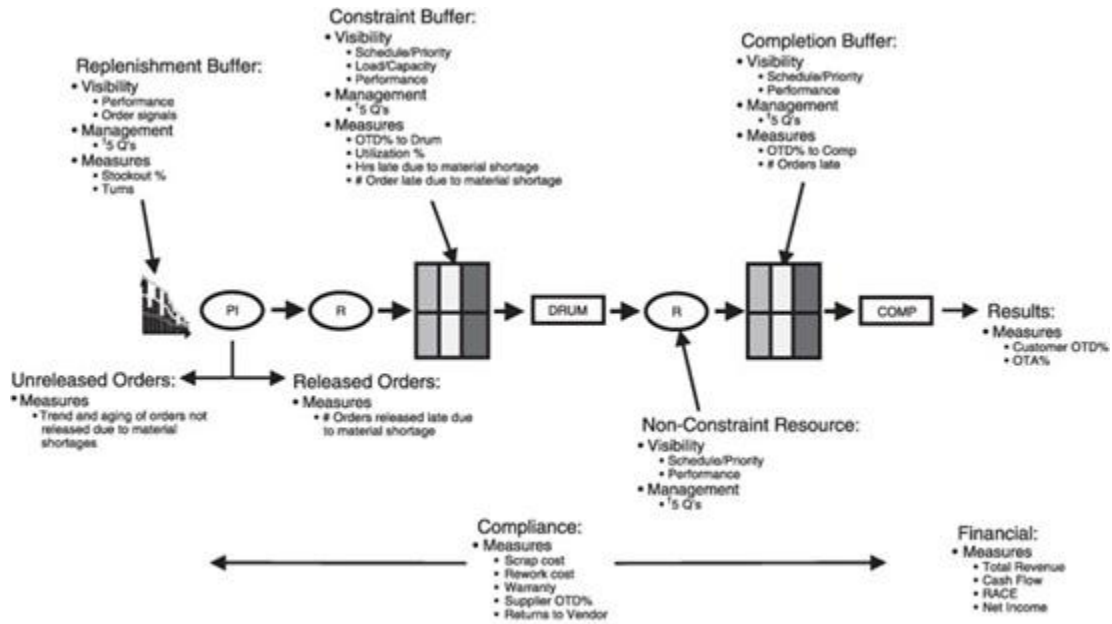 Constraint Buffer:
• Visibility
• Schedule/Priority
• Load/Capacity
• Performance
• Management
• ¹5 Q's
• Measures
• OTD% to Drum
• Utilization %
• Hrs late due to material shortage
• # Order late due to material shortage
Replenishment Buffer:
• Visibility
• Performance
• Order signals
• Management
• ¹5 Q's
• Measures
• Stockout %
• Turns
Completion Buffer:
• Visibility
• Schedule/Priority
• Performance
• Management
• ¹5 Q's
• Measures
• OTD% to Comp
• # Orders late
PI
R
DRUM
R
COMP
Results:
• Measures
• Customer OTD%
• OTA%
Unreleased Orders:
• Measures
• Trend and aging of orders not
released due to material
shortages
Released Orders:
• Measures
• # Orders released late due
to material shortage
Non-Constraint Resource:
• Visibility
• Schedule/Priority
• Performance
• Management
• ¹5 Q's
Compliance:
• Measures
• Scrap cost
• Rework cost
• Warranty
• Supplier OTD%
• Returns to Vendor
Financial:
• Measures
• Total Revenue
• Cash Flow
• RACE
• Net Income